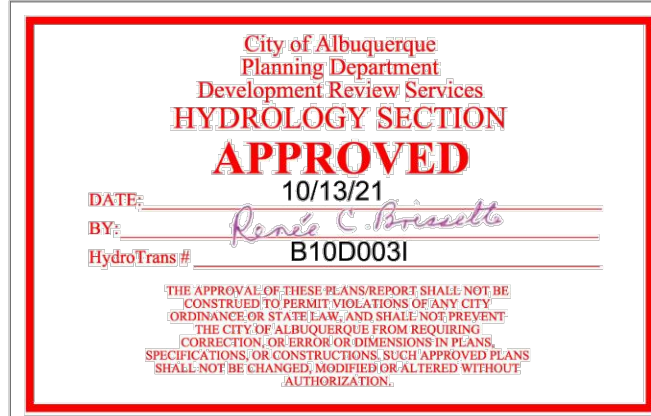 City of Albuquerque
Planning Department
Development Review Services
HYDROLOGY SECTION
APPROVED
DATE: 10/13/21
BY: Renée C. Brissette
HydroTrans # B10D003I
THE APPROVAL OF THESE PLANS/REPORT SHALL NOT BE
CONSTRUED TO PERMIT VIOLATIONS OF ANY CITY
ORDINANCE OR STATE LAW, AND SHALL NOT PREVENT
THE CITY OF ALBUQUERQUE FROM REQUIRING
CORRECTION, OR ERROR OR DIMENSIONS IN PLANS,
SPECIFICATIONS, OR CONSTRUCTIONS, SUCH APPROVED PLANS
SHALL NOT BE CHANGED, MODIFIED OR ALTERED WITHOUT
AUTHORIZATION.